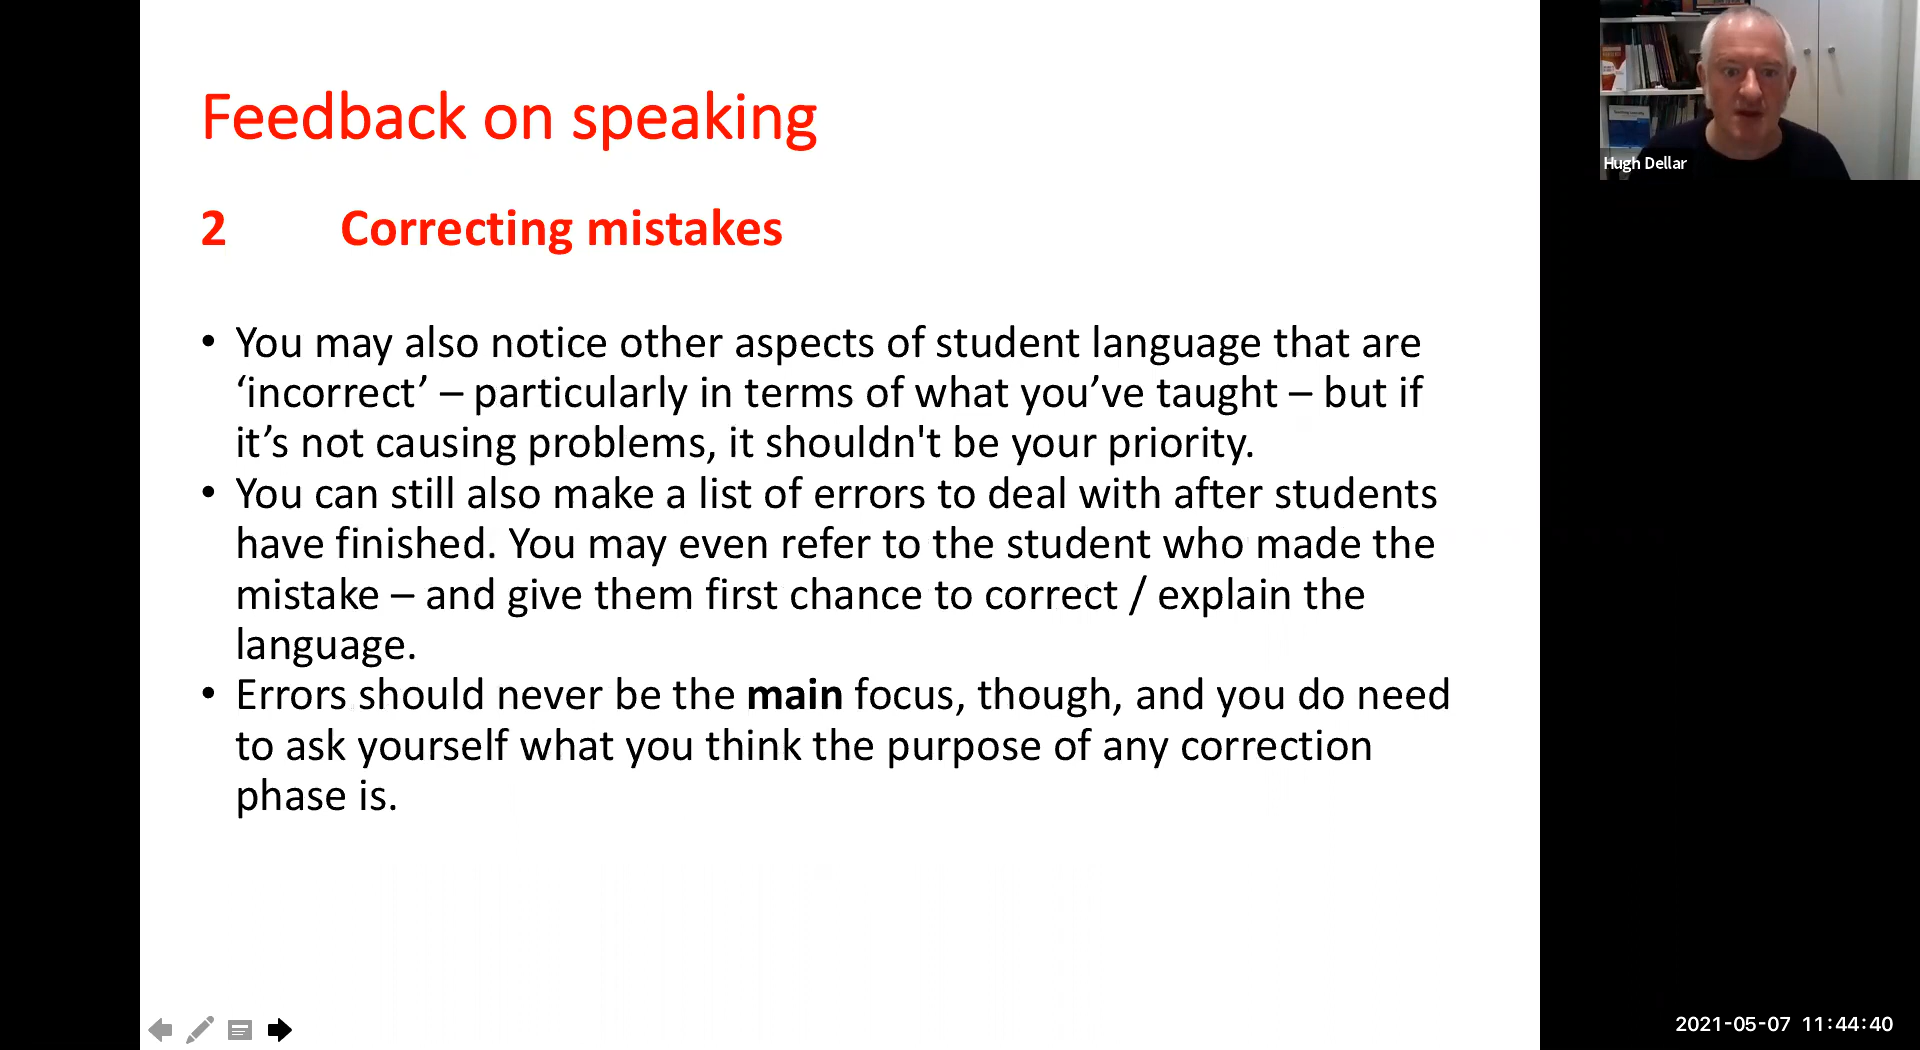 Feedback on speaking
2 Correcting mistakes
• You may also notice other aspects of student language that are
‘incorrect’ – particularly in terms of what you’ve taught – but if
it’s not causing problems, it shouldn't be your priority.
• You can still also make a list of errors to deal with after students
have finished. You may even refer to the student who made the
mistake – and give them first chance to correct / explain the
language.
• Errors should never be the main focus, though, and you do need
to ask yourself what you think the purpose of any correction
phase is.
Hugh Dellar
2021-05-07 11:44:40